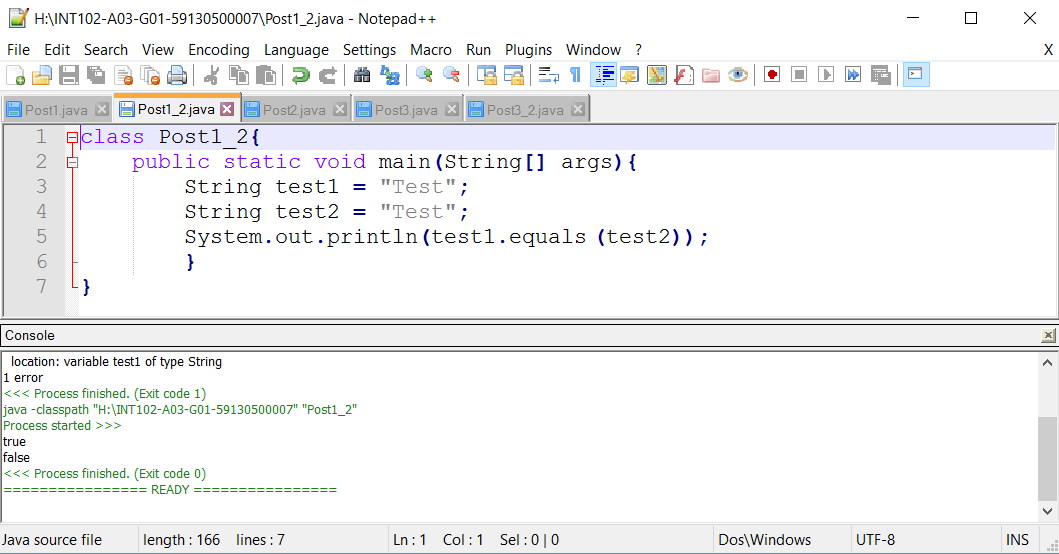 H:\INT102-A03-G01-59130500007\Post1_2.java - Notepad++
File Edit Search View Encoding Language Settings Macro Run Plugins Window ? X
Post1.java Post1_2.java Post2.java Post3.java Post3_2.java
1 class Post1_2{
2 public static void main(String[] args){
3 String test1 = "Test";
4 String test2 = "Test";
5 System.out.println(test1.equals (test2));
6 }
7 }
Console
location: variable test1 of type String
1 error
<<< Process finished. (Exit code 1)
java -classpath "H:\INT102-A03-G01-59130500007" "Post1_2"
Process started >>>
true
false
<<< Process finished. (Exit code 0)
================ READY ================
Java source file length : 166 lines : 7 Ln : 1 Col : 1 Sel : 0 | 0 Dos\Windows UTF-8 INS